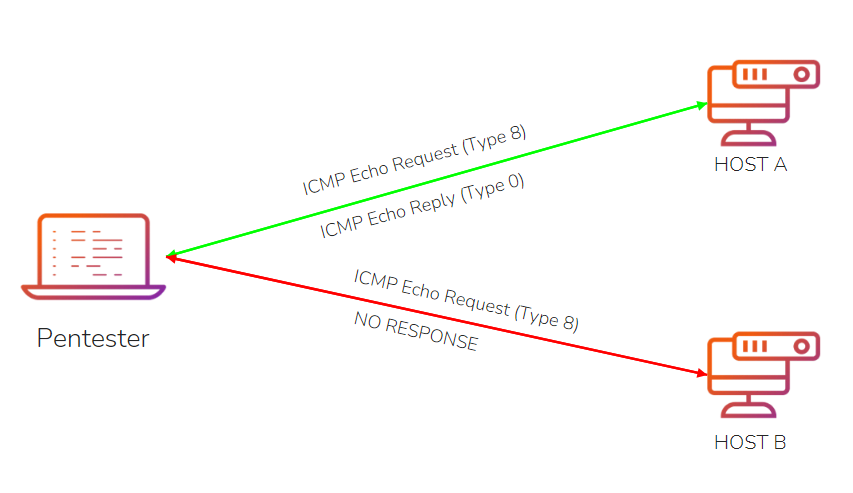 ICMP Echo Request (Type 8)
ICMP Echo Reply (Type 0)
HOST A
Pentester
ICMP Echo Request (Type 8)
NO RESPONSE
HOST B